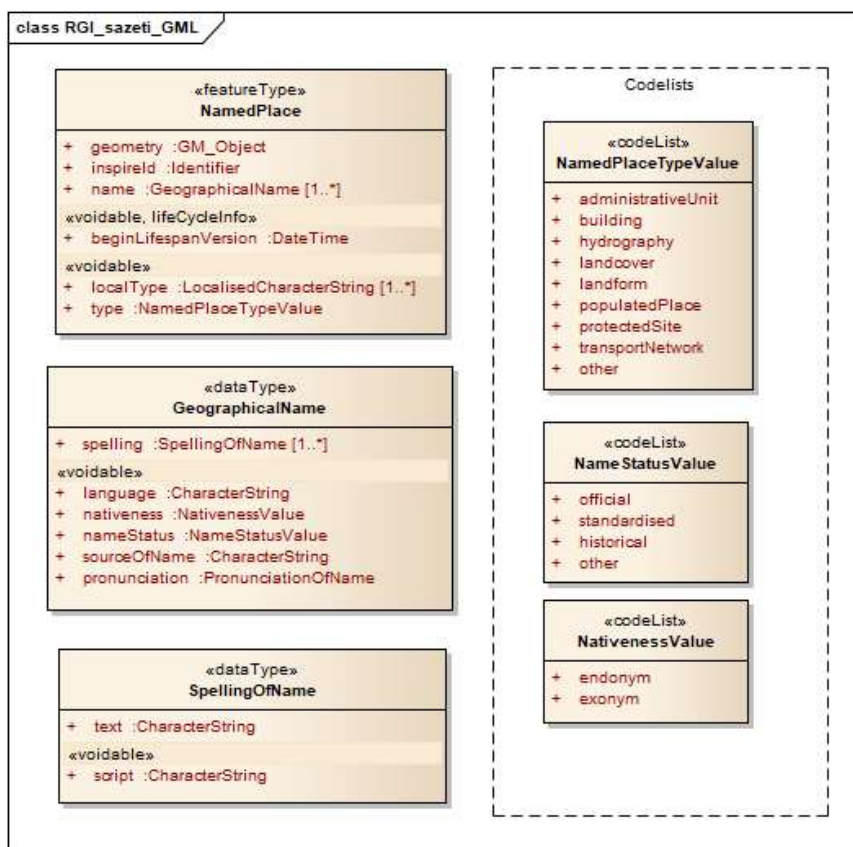 class RGI_sazeti_GML
«featureType»
NamedPlace
+ geometry :GM_Object
+ inspireId :Identifier
+ name :GeographicalName [1..*]
«voidable, lifeCycleInfo»
+ beginLifespanVersion :DateTime
«voidable»
+ localType :LocalisedCharacterString [1..*]
+ type :NamedPlaceTypeValue
«dataType»
GeographicalName
+ spelling :SpellingOfName [1..*]
«voidable»
+ language :CharacterString
+ nativeness :NativenessValue
+ nameStatus :NameStatusValue
+ sourceOfName :CharacterString
+ pronunciation :PronunciationOfName
«dataType»
SpellingOfName
+ text :CharacterString
«voidable»
+ script :CharacterString
Codelists
«codeList»
NamedPlaceTypeValue
+ administrativeUnit
+ building
+ hydrography
+ landcover
+ landform
+ populatedPlace
+ protectedSite
+ transportNetwork
+ other
«codeList»
NameStatusValue
+ official
+ standardised
+ historical
+ other
«codeList»
NativenessValue
+ endonym
+ exonym